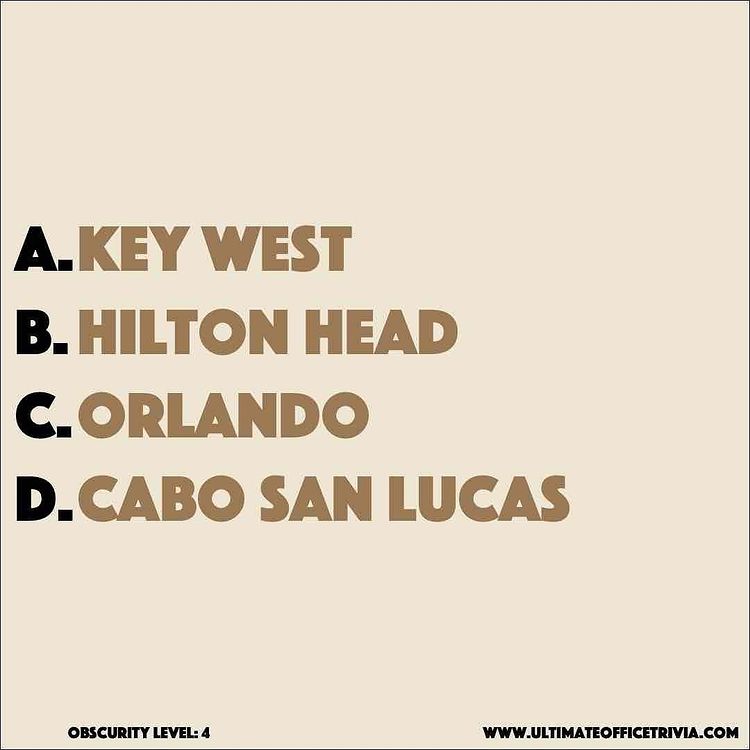 A. KEY WEST
B. HILTON HEAD
C. ORLANDO
D. CABO SAN LUCAS
OBSCURITY LEVEL: 4
WWW.ULTIMATEOFFICETRIVIA.COM